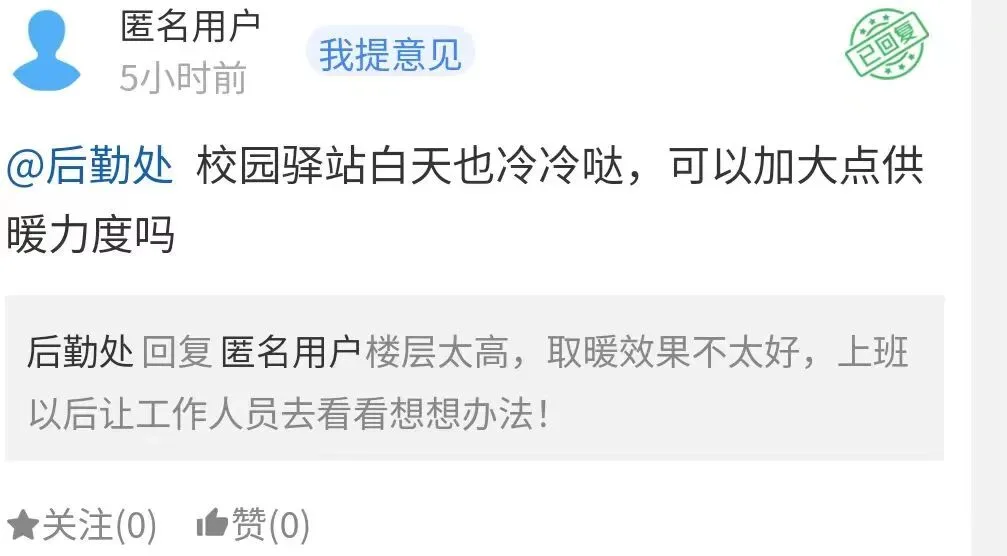 匿名用户
我提意见
已回复
5小时前
@后勤处 校园驿站白天也冷冷哒，可以加大点供
暖力度吗
后勤处 回复 匿名用户楼层太高，取暖效果不太好，上班
以后让工作人员去看看想想办法！
关注(0) 赞(0)